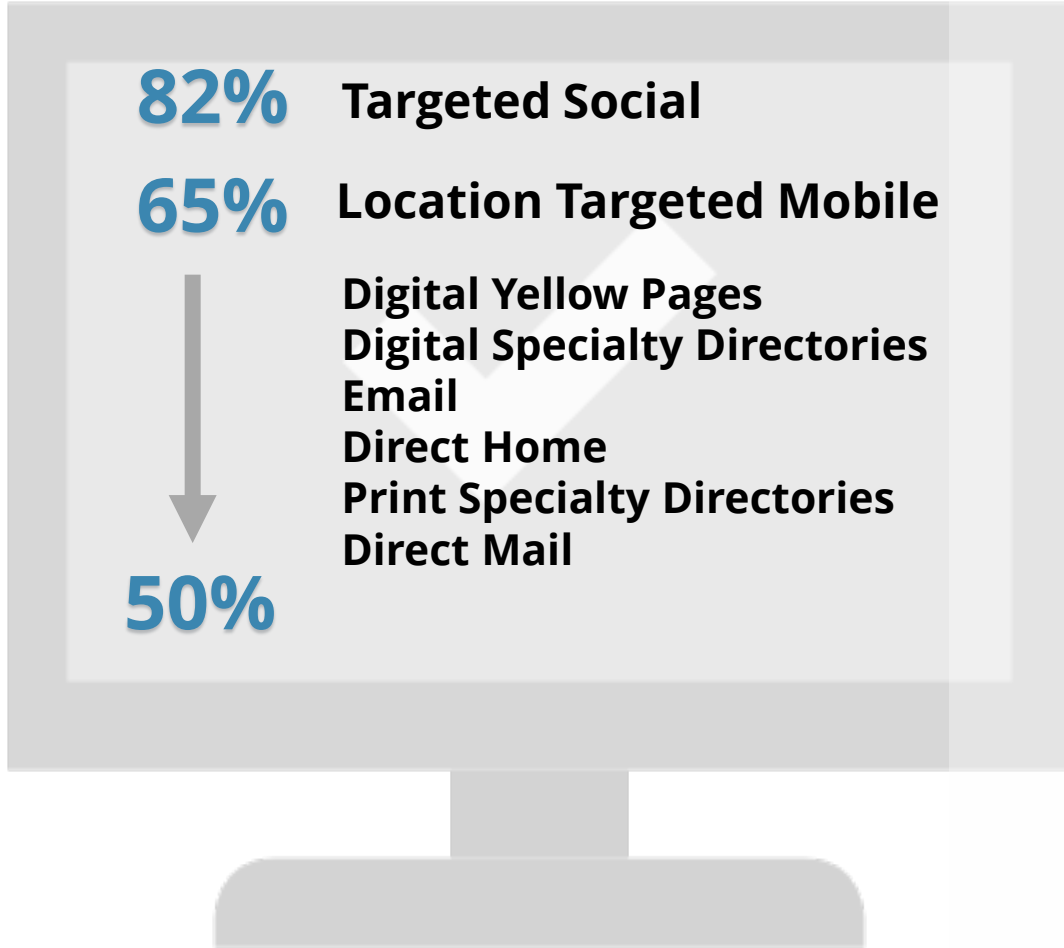 82% Targeted Social
65% Location Targeted Mobile
Digital Yellow Pages
Digital Specialty Directories
Email
Direct Home
Print Specialty Directories
Direct Mail
50%